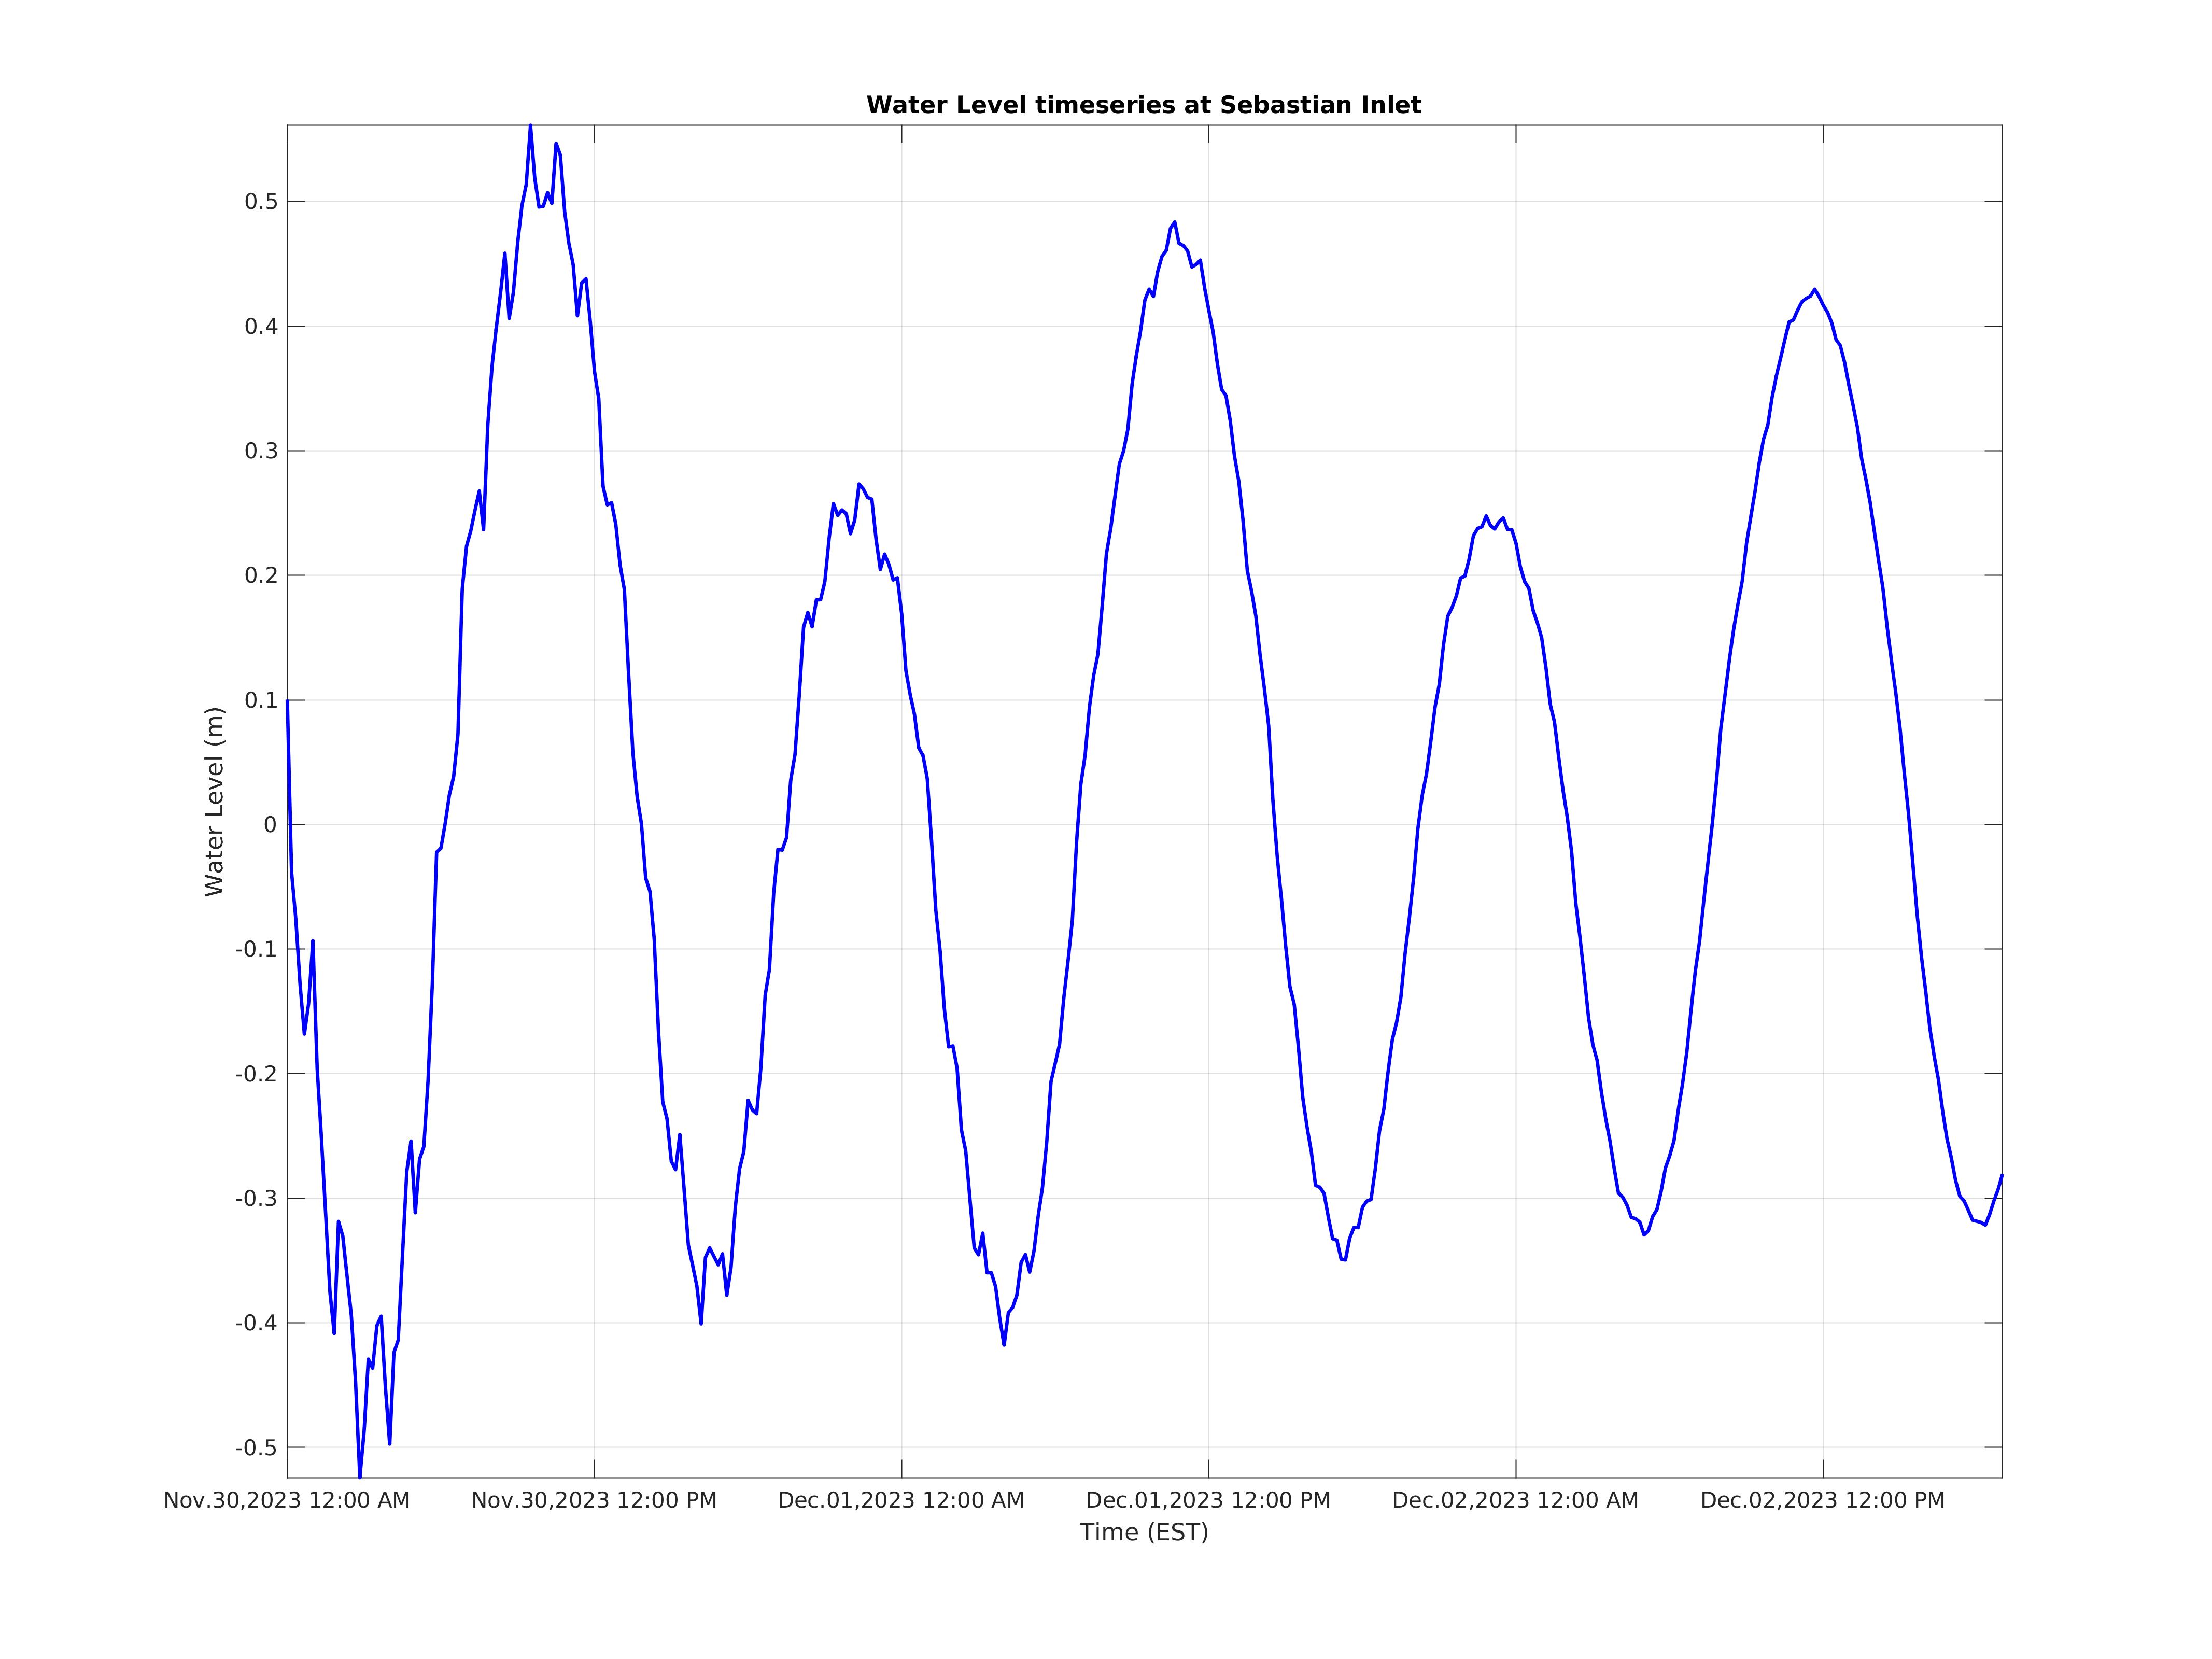 Water Level timeseries at Sebastian Inlet
0.5
0.4
0.3
0.2
0.1
0
-0.1
-0.2
-0.3
-0.4
-0.5
Water Level (m)
Nov.30,2023 12:00 AM Nov.30,2023 12:00 PM Dec.01,2023 12:00 AM Dec.01,2023 12:00 PM Dec.02,2023 12:00 AM Dec.02,2023 12:00 PM
Time (EST)